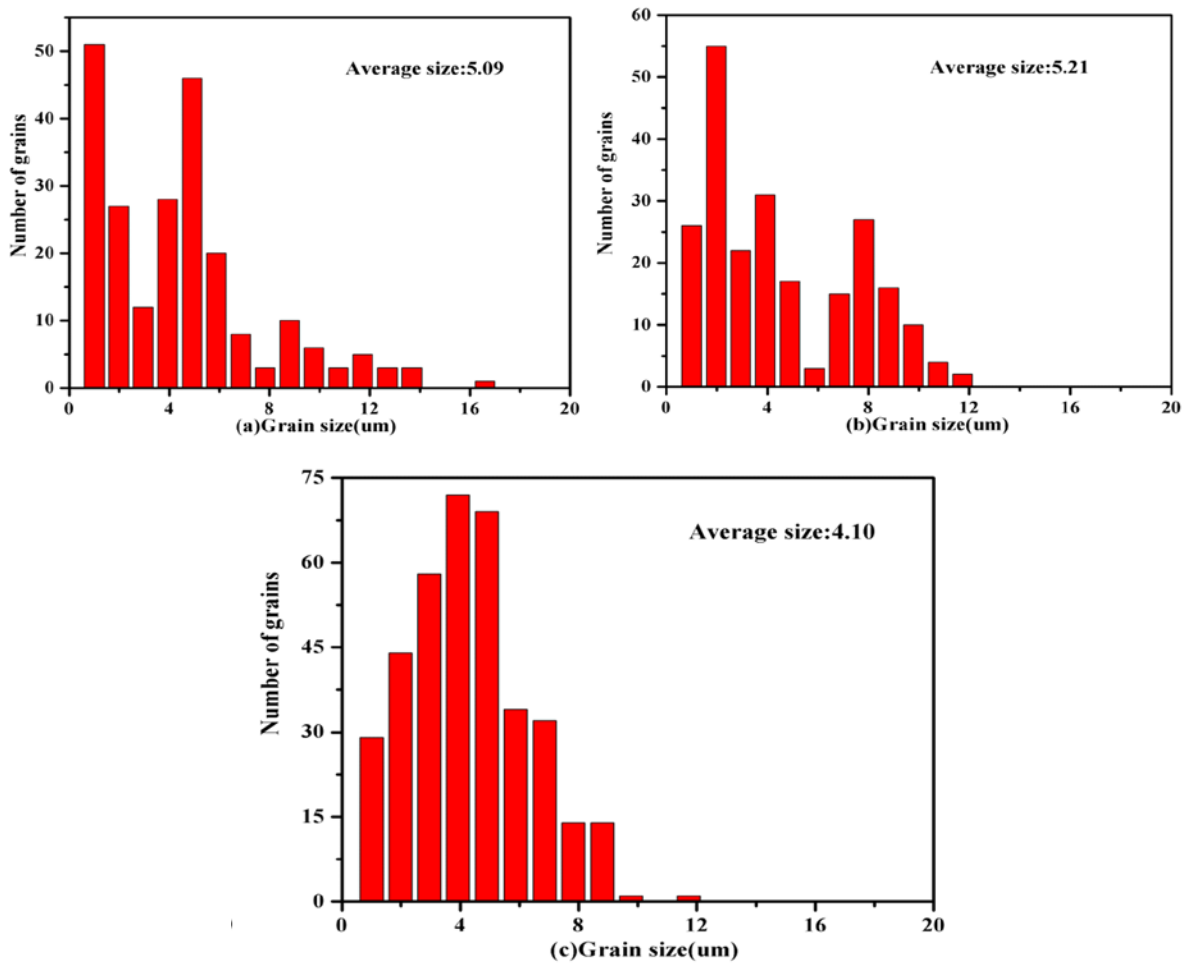 Average size:5.09
Number of grains
50
40
30
20
10
0
0 4 8 12 16 20
(a)Grain size(um)
Average size:5.21
Number of grains
60
50
40
30
20
10
0
0 4 8 12 16 20
(b)Grain size(um)
Average size:4.10
Number of grains
75
60
45
30
15
0
0 4 8 12 16 20
(c)Grain size(um)